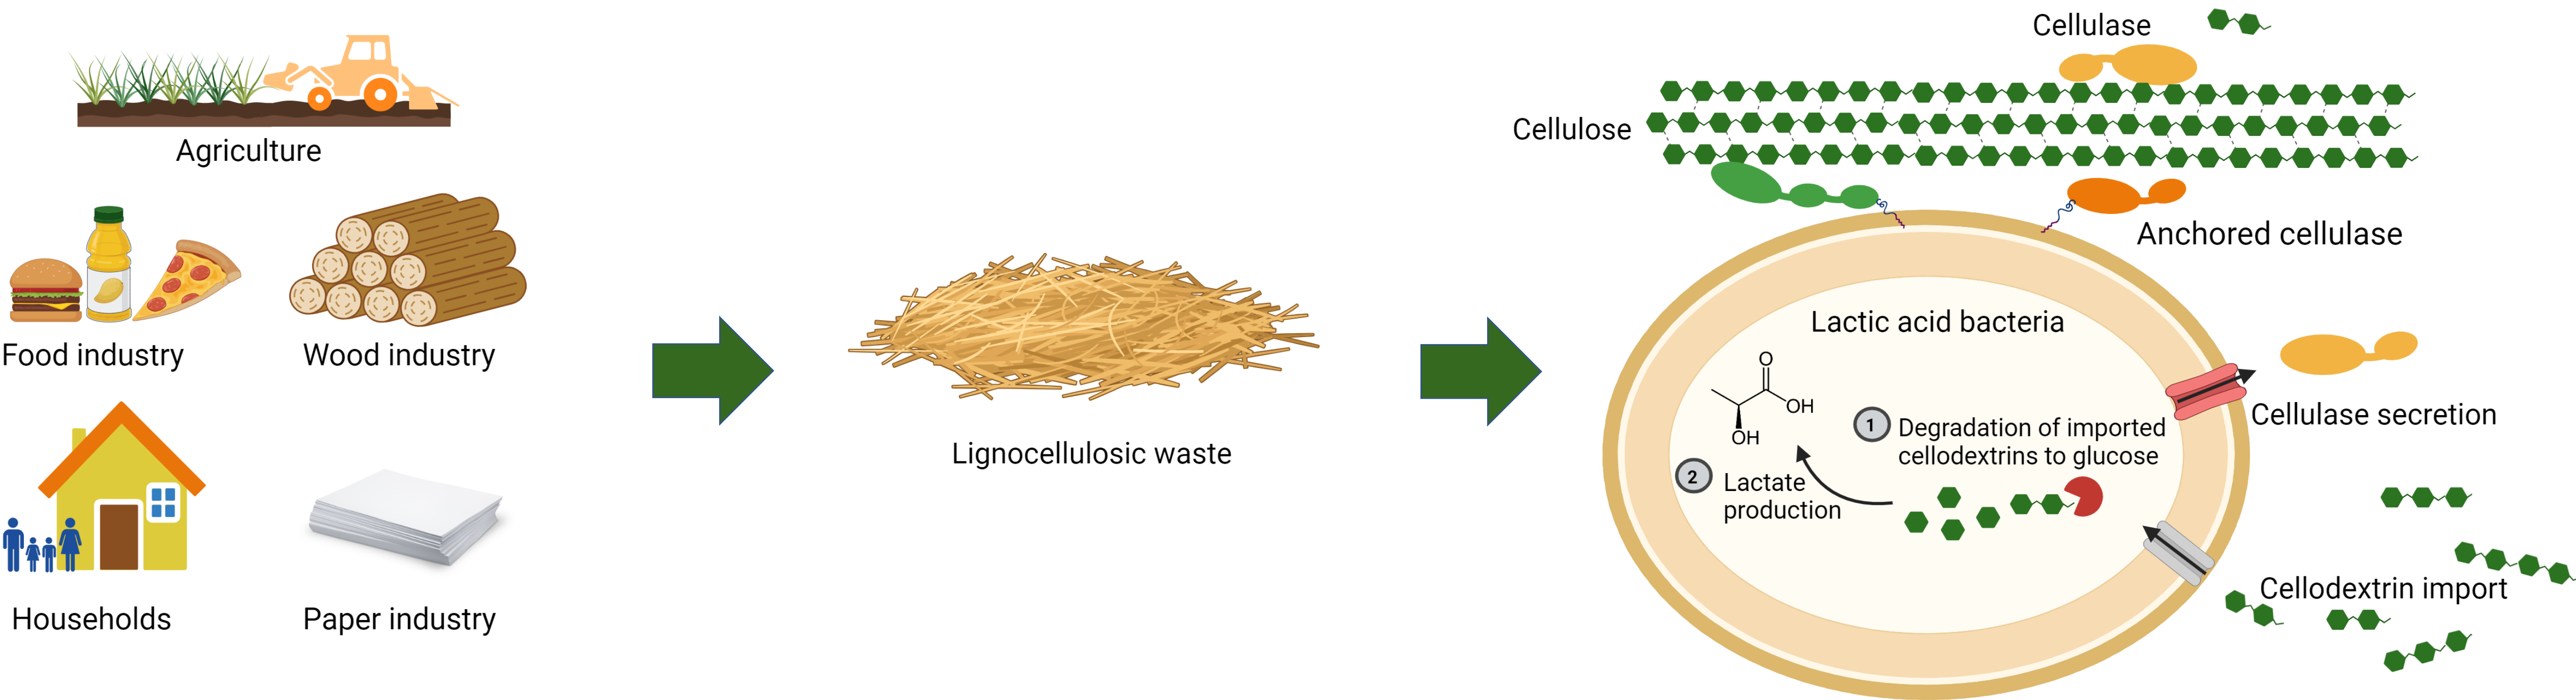 Agriculture
Food industry
Wood industry
Households
Paper industry
Lignocellulosic waste
Cellulase
Cellulose
Anchored cellulase
Lactic acid bacteria
O
OH
OH
1
Degradation of imported
cellodextrins to glucose
2
Lactate
production
Cellulase secretion
Cellodextrin import